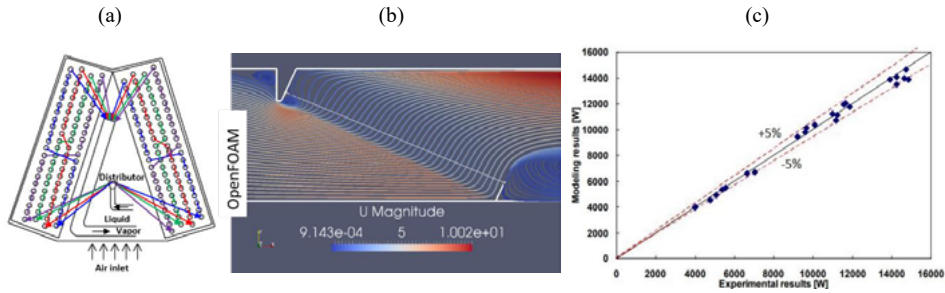 (a)
(b)
(c)
Distributor
Liquid
Vapor
Air inlet
OpenFOAM
U Magnitude
9.143e-04 5 1.002e+01
16000
14000
12000
10000
8000
6000
4000
2000
0
Modeling results [W]
+5%
-5%
0 2000 4000 6000 8000 10000 12000 14000 16000
Experimental results [W]